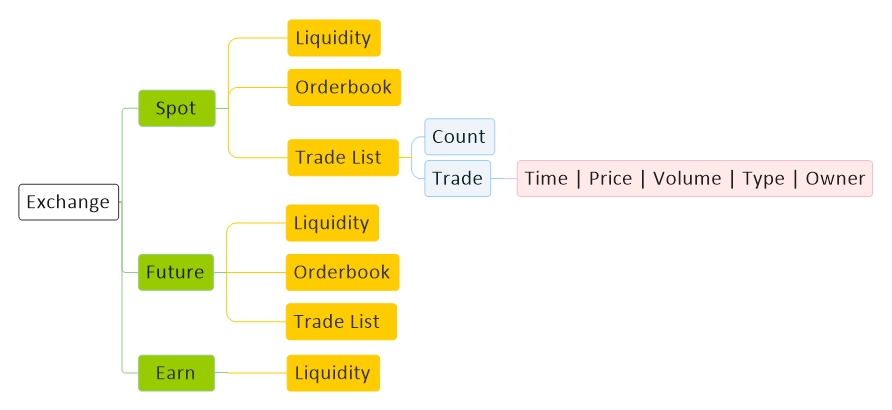 Exchange
Spot
Liquidity
Orderbook
Trade List
Count
Trade
Time | Price | Volume | Type | Owner
Future
Liquidity
Orderbook
Trade List
Earn
Liquidity